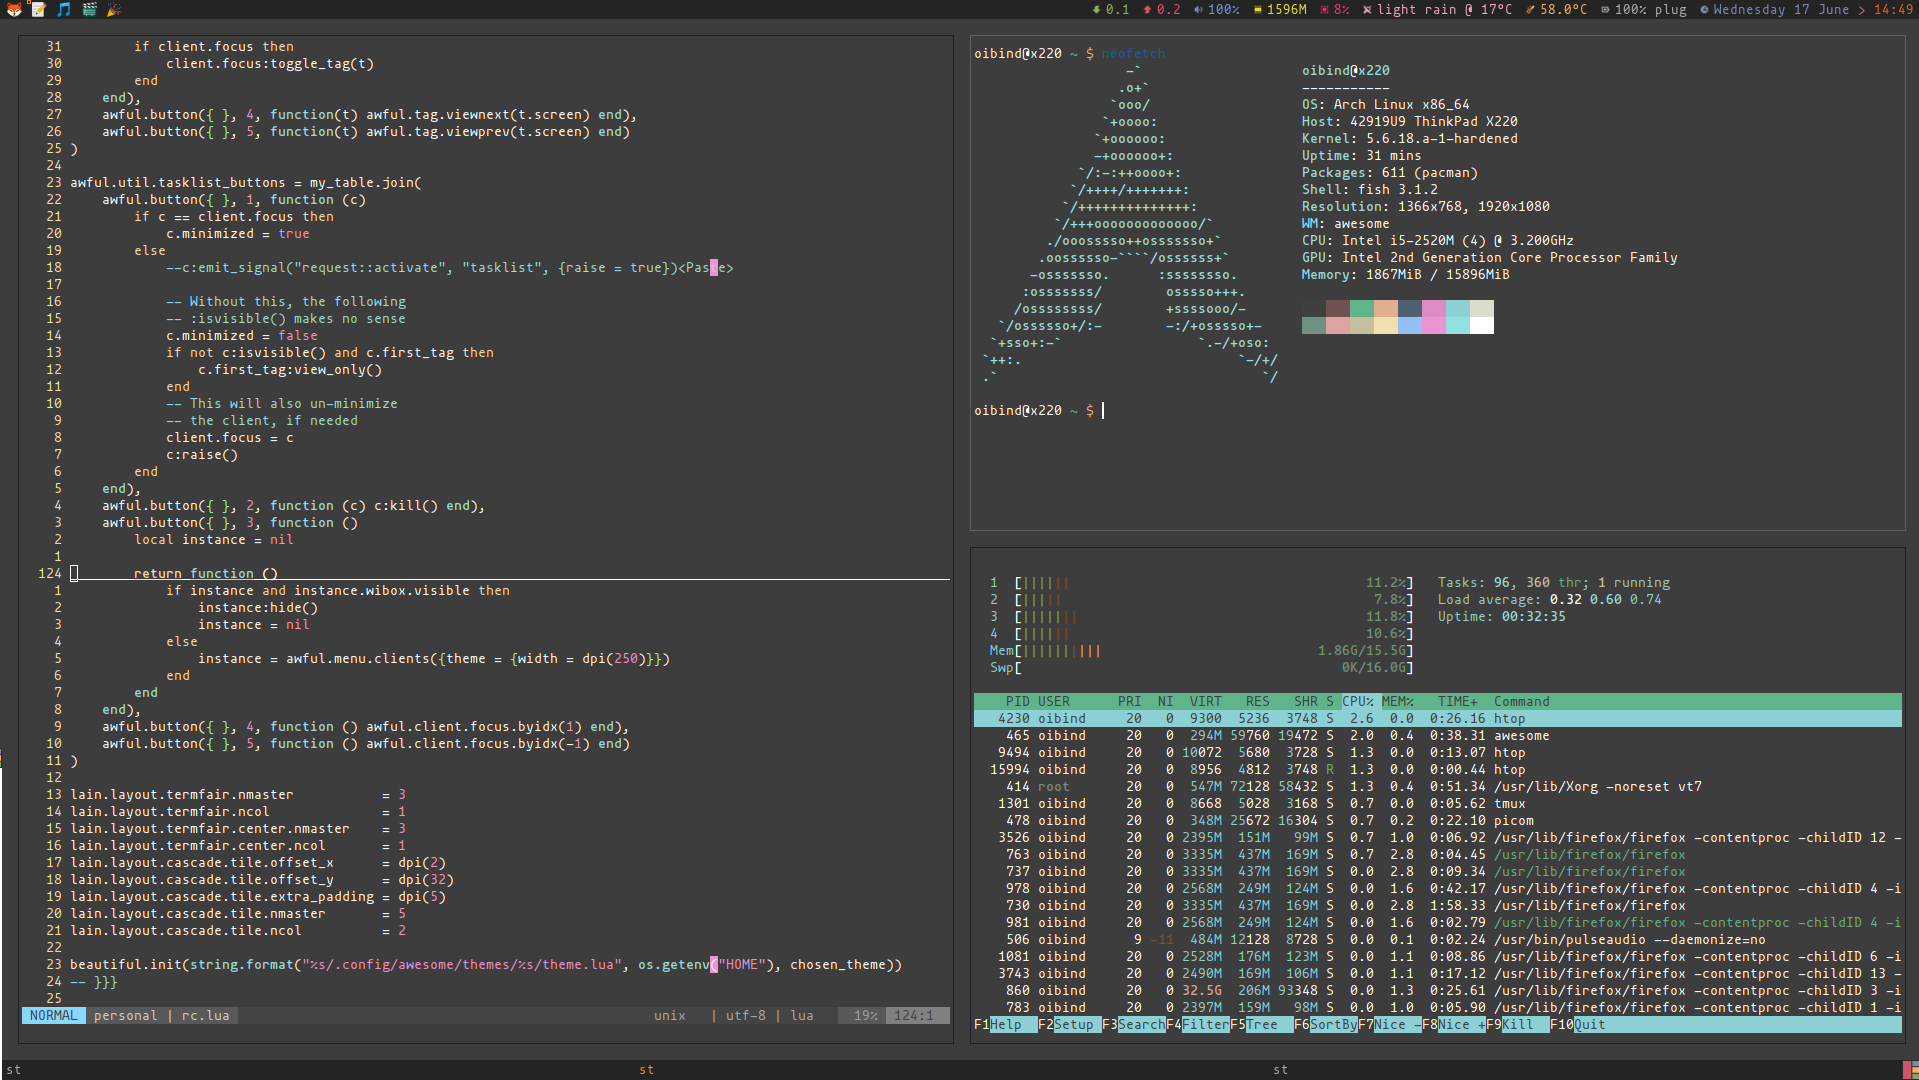 0.1 0.2 100% 1596M 8% light rain @ 17°C 58.0°C 100% plug Wednesday 17 June > 14:49
31 if client.focus then
30 client.focus:toggle_tag(t)
29 end
28 end),
27 awful.button({ }, 4, function(t) awful.tag.viewnext(t.screen) end),
26 awful.button({ }, 5, function(t) awful.tag.viewprev(t.screen) end)
25 )
24
23 awful.util.tasklist_buttons = my_table.join(
22 awful.button({ }, 1, function (c)
21 if c == client.focus then
20 c.minimized = true
19 else
18 --c:emit_signal("request::activate", "tasklist", {raise = true})<Paste>
17
16 -- Without this, the following
15 -- :isvisible() makes no sense
14 c.minimized = false
13 if not c:isvisible() and c.first_tag then
12 c.first_tag:view_only()
11 end
10 -- This will also un-minimize
9 -- the client, if needed
8 client.focus = c
7 c:raise()
6 end
5 end),
4 awful.button({ }, 2, function (c) c:kill() end),
3 awful.button({ }, 3, function ()
2 local instance = nil
1
124 return function ()
1 if instance and instance.wibox.visible then
2 instance:hide()
3 instance = nil
4 else
5 instance = awful.menu.clients({theme = {width = dpi(250)}})
6 end
7 end
8 end),
9 awful.button({ }, 4, function () awful.client.focus.byidx(1) end),
10 awful.button({ }, 5, function () awful.client.focus.byidx(-1) end)
11 )
12
13 lain.layout.termfair.nmaster = 3
14 lain.layout.termfair.ncol = 1
15 lain.layout.termfair.center.nmaster = 3
16 lain.layout.termfair.center.ncol = 1
17 lain.layout.cascade.tile.offset_x = dpi(2)
18 lain.layout.cascade.tile.offset_y = dpi(32)
19 lain.layout.cascade.tile.extra_padding = dpi(5)
20 lain.layout.cascade.tile.nmaster = 5
21 lain.layout.cascade.tile.ncol = 2
22
23 beautiful.init(string.format("%s/.config/awesome/themes/%s/theme.lua", os.getenv("HOME"), chosen_theme))
24 -- }}}
25
NORMAL personal | rc.lua unix | utf-8 | lua 19% 124:1
oibind@x220 ~ $ neofetch
-`
.o+`
`ooo/
`+oooo:
`+oooooo:
-+oooooo+:
`/:-:++oooo+:
`/++++/+++++++:
`/++++++++++++++:
`/+++ooooooooooooo/`
./ooosssso++osssssso+`
.oossssso-````/ossssss+`
-osssssso. :ssssssso.
:osssssss/ osssso+++.
/ossssssss/ +ssssooo/-
`/ossssso+/:- -:/+osssso+-
`+sso+:-` `.-/+oso:
`++:. `-/+/
.` `/
oibind@x220
-----------
OS: Arch Linux x86_64
Host: 42919U9 ThinkPad X220
Kernel: 5.6.18.a-1-hardened
Uptime: 31 mins
Packages: 611 (pacman)
Shell: fish 3.1.2
Resolution: 1366x768, 1920x1080
WM: awesome
CPU: Intel i5-2520M (4) @ 3.200GHz
GPU: Intel 2nd Generation Core Processor Family
Memory: 1867MiB / 15896MiB
oibind@x220 ~ $
1 [|||||| 11.2%] Tasks: 96, 360 thr; 1 running
2 [||||| 7.8%] Load average: 0.32 0.60 0.74
3 [||||||| 11.8%] Uptime: 00:32:35
4 [|||||| 10.6%]
Mem[|||||||||| 1.86G/15.5G]
Swp[ 0K/16.0G]
PID USER PRI NI VIRT RES SHR S CPU% MEM% TIME+ Command
4230 oibind 20 0 9300 5236 3748 S 2.6 0.0 0:26.16 htop
465 oibind 20 0 294M 59760 19472 S 2.0 0.4 0:38.31 awesome
9494 oibind 20 0 10072 5680 3728 S 1.3 0.0 0:13.07 htop
15994 oibind 20 0 8956 4812 3748 R 1.3 0.0 0:00.44 htop
414 root 20 0 547M 72128 58432 S 1.3 0.4 0:51.34 /usr/lib/Xorg -noreset vt7
1301 oibind 20 0 8668 5028 3168 S 0.7 0.0 0:05.62 tmux
478 oibind 20 0 348M 25672 16304 S 0.7 0.2 0:22.10 picom
3526 oibind 20 0 2395M 151M 99M S 0.7 1.0 0:06.92 /usr/lib/firefox/firefox -contentproc -childID 12 -
763 oibind 20 0 3335M 437M 169M S 0.7 2.8 0:04.45 /usr/lib/firefox/firefox
737 oibind 20 0 3335M 437M 169M S 0.0 2.8 0:09.34 /usr/lib/firefox/firefox
978 oibind 20 0 2568M 249M 124M S 0.0 1.6 0:42.17 /usr/lib/firefox/firefox -contentproc -childID 4 -i
730 oibind 20 0 3335M 437M 169M S 0.0 2.8 1:58.33 /usr/lib/firefox/firefox
981 oibind 20 0 2568M 249M 124M S 0.0 1.6 0:02.79 /usr/lib/firefox/firefox -contentproc -childID 4 -i
506 oibind 9 -11 484M 12128 8728 S 0.0 0.1 0:02.24 /usr/bin/pulseaudio --daemonize=no
1081 oibind 20 0 2528M 176M 123M S 0.0 1.1 0:08.86 /usr/lib/firefox/firefox -contentproc -childID 6 -i
3743 oibind 20 0 2490M 169M 106M S 0.0 1.1 0:17.12 /usr/lib/firefox/firefox -contentproc -childID 13 -
860 oibind 20 0 32.5G 206M 93348 S 0.0 1.3 0:25.61 /usr/lib/firefox/firefox -contentproc -childID 3 -i
783 oibind 20 0 2397M 159M 98M S 0.0 1.0 0:05.90 /usr/lib/firefox/firefox -contentproc -childID 1 -i
F1Help F2Setup F3SearchF4FilterF5Tree F6SortByF7Nice -F8Nice +F9Kill F10Quit
st st st